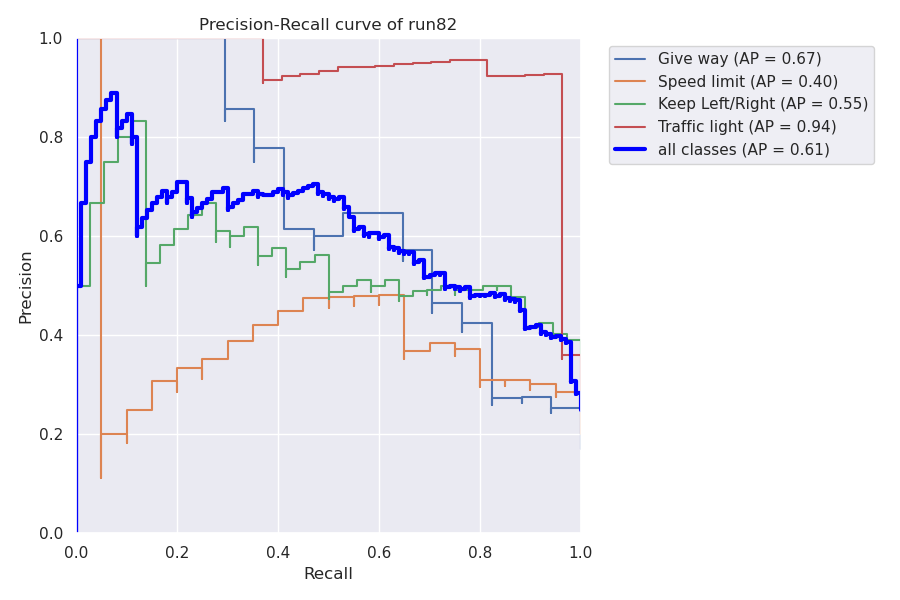 Precision-Recall curve of run82
Give way (AP = 0.67)
Speed limit (AP = 0.40)
Keep Left/Right (AP = 0.55)
Traffic light (AP = 0.94)
all classes (AP = 0.61)
Precision
1.0
0.8
0.6
0.4
0.2
0.0
0.0 0.2 0.4 0.6 0.8 1.0
Recall